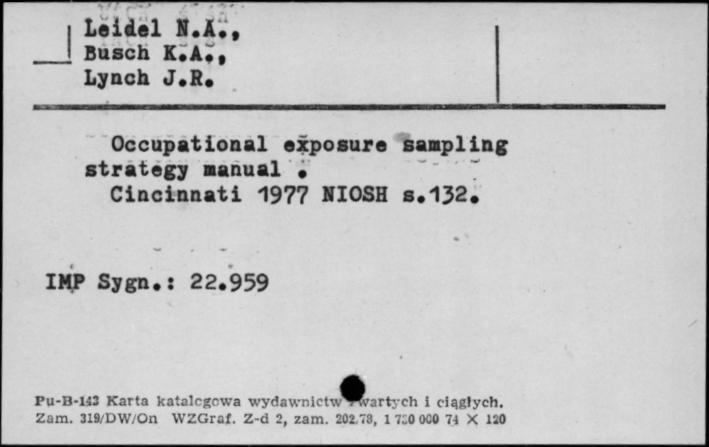 Leidel N.A.,
Busch K.A.,
Lynch J.R.
Occupational exposure sampling
strategy manual .
Cincinnati 1977 NIOSH s.132.
IMP Sygn.: 22.959
Pu-B-143 Karta katalogowa wydawnictw zwartych i ciągłych.
Zam. 319/DW/On WZGraf. Z-d 2, zam. 202.78, 1 730 000 74 X 120